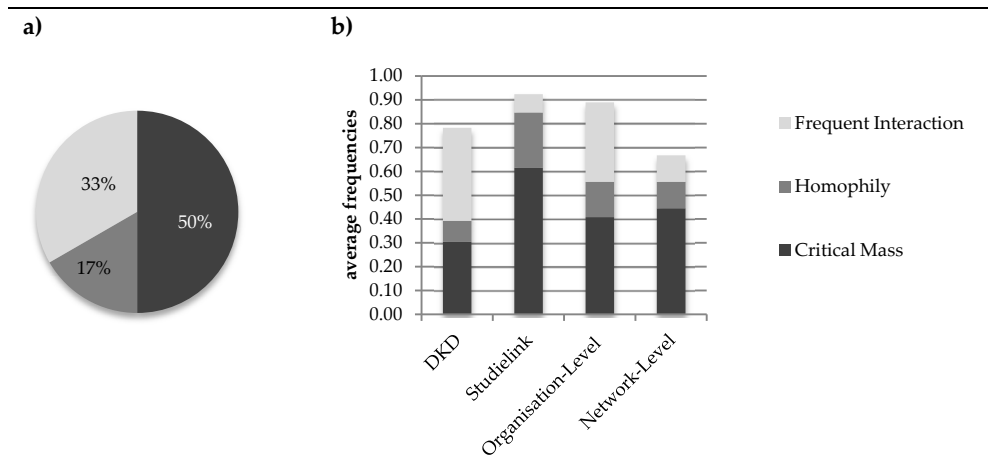 a)
33%
50%
17%
b)
average frequencies
1.00
0.90
0.80
0.70
0.60
0.50
0.40
0.30
0.20
0.10
0.00
DKD
Studielink
Organisation-Level
Network-Level
Frequent Interaction
Homophily
Critical Mass